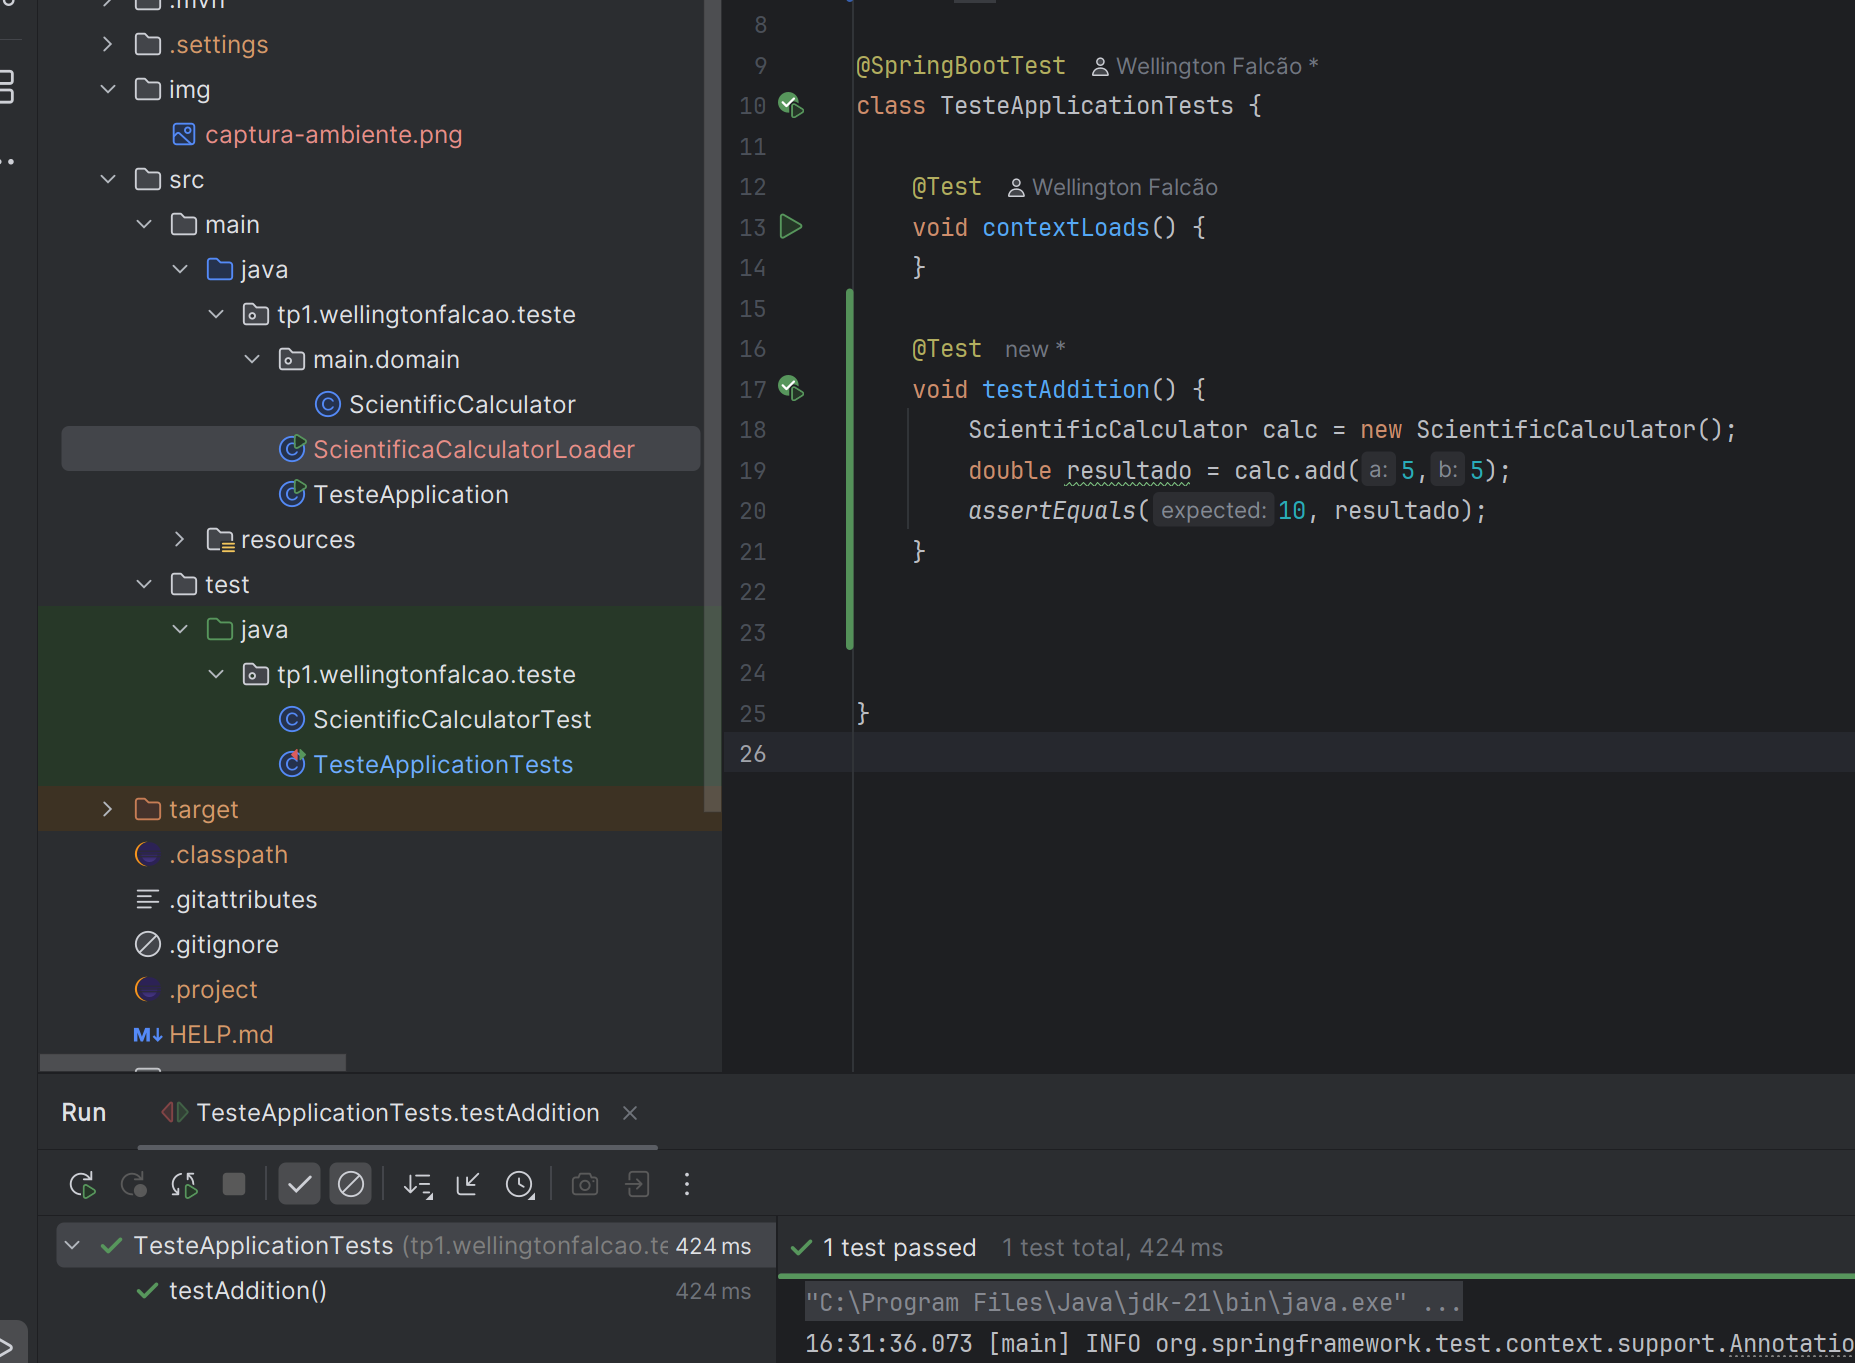 .mvn
.settings
img
captura-ambiente.png
src
main
java
tp1.wellingtonfalcao.teste
main.domain
ScientificCalculator
ScientificaCalculatorLoader
TesteApplication
resources
test
java
tp1.wellingtonfalcao.teste
ScientificCalculatorTest
TesteApplicationTests
target
.classpath
.gitattributes
.gitignore
.project
M↓ HELP.md
8
9 @SpringBootTest Wellington Falcão *
10 class TesteApplicationTests {
11
12 @Test Wellington Falcão
13 void contextLoads() {
14 }
15
16 @Test new *
17 void testAddition() {
18 ScientificCalculator calc = new ScientificCalculator();
19 double resultado = calc.add( a: 5, b: 5);
20 assertEquals( expected: 10, resultado);
21 }
22
23
24
25 }
26
Run TesteApplicationTests.testAddition
TesteApplicationTests (tp1.wellingtonfalcao.te 424 ms
testAddition() 424 ms
1 test passed 1 test total, 424 ms
"C:\Program Files\Java\jdk-21\bin\java.exe" ...
16:31:36.073 [main] INFO org.springframework.test.context.support.Annotatio